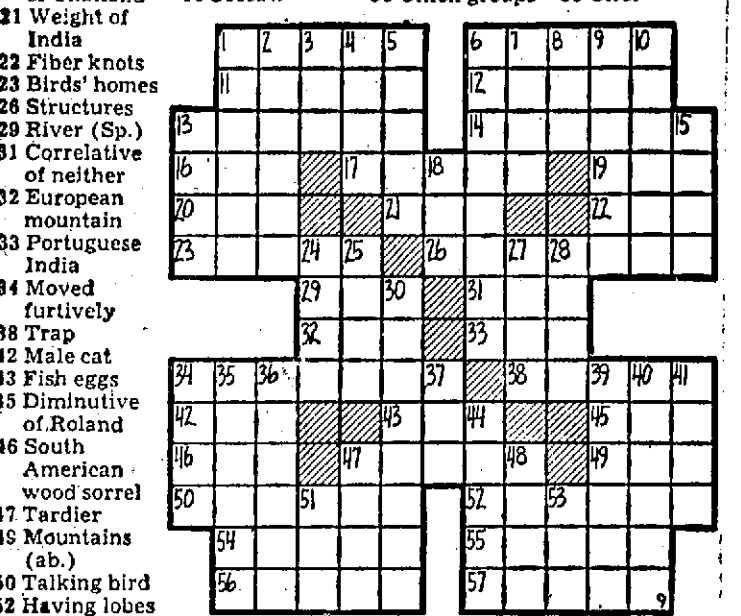 21 Weight of
India
22 Fiber knots
23 Birds' homes
26 Structures
29 River (Sp.)
31 Correlative
of neither
32 European
mountain
33 Portuguese
India
34 Moved
furtively
38 Trap
42 Male cat
43 Fish eggs
45 Diminutive
of Roland
46 South
American
wood sorrel
47 Tardier
49 Mountains
(ab.)
50 Talking bird
52 Having lobes
1 2 3 4 5 6 7 8 9 10
11 12
13 14 15
16 17 18 19
20 21 22
23 24 25 26 27 28
29 30 31
32 33
34 35 36 37 38 39 40 41
42 43 44 45
46 47 48 49
50 51 52 53
54 55
56 57 9